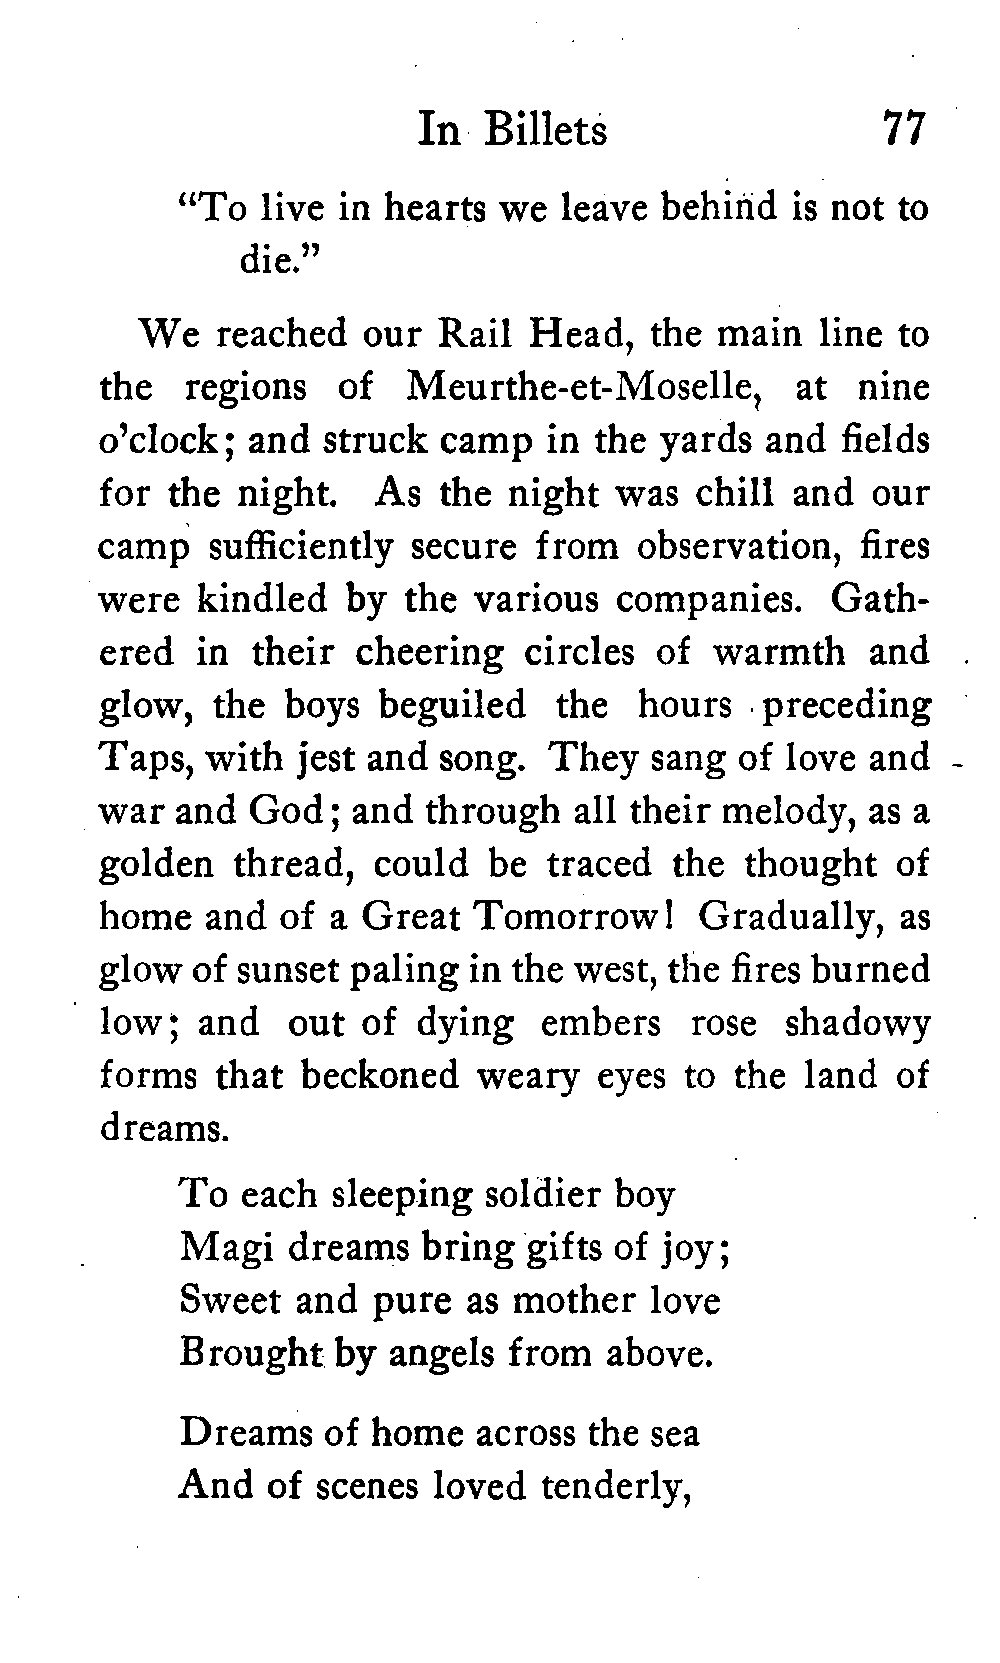 In Billets 77
“To live in hearts we leave behind is not to
die.”
We reached our Rail Head, the main line to
the regions of Meurthe-et-Moselle, at nine
o’clock; and struck camp in the yards and fields
for the night. As the night was chill and our
camp sufficiently secure from observation, fires
were kindled by the various companies. Gath-
ered in their cheering circles of warmth and
glow, the boys beguiled the hours preceding
Taps, with jest and song. They sang of love and
war and God; and through all their melody, as a
golden thread, could be traced the thought of
home and of a Great Tomorrow! Gradually, as
glow of sunset paling in the west, the fires burned
low; and out of dying embers rose shadowy
forms that beckoned weary eyes to the land of
dreams.
To each sleeping soldier boy
Magi dreams bring gifts of joy;
Sweet and pure as mother love
Brought by angels from above.
Dreams of home across the sea
And of scenes loved tenderly,